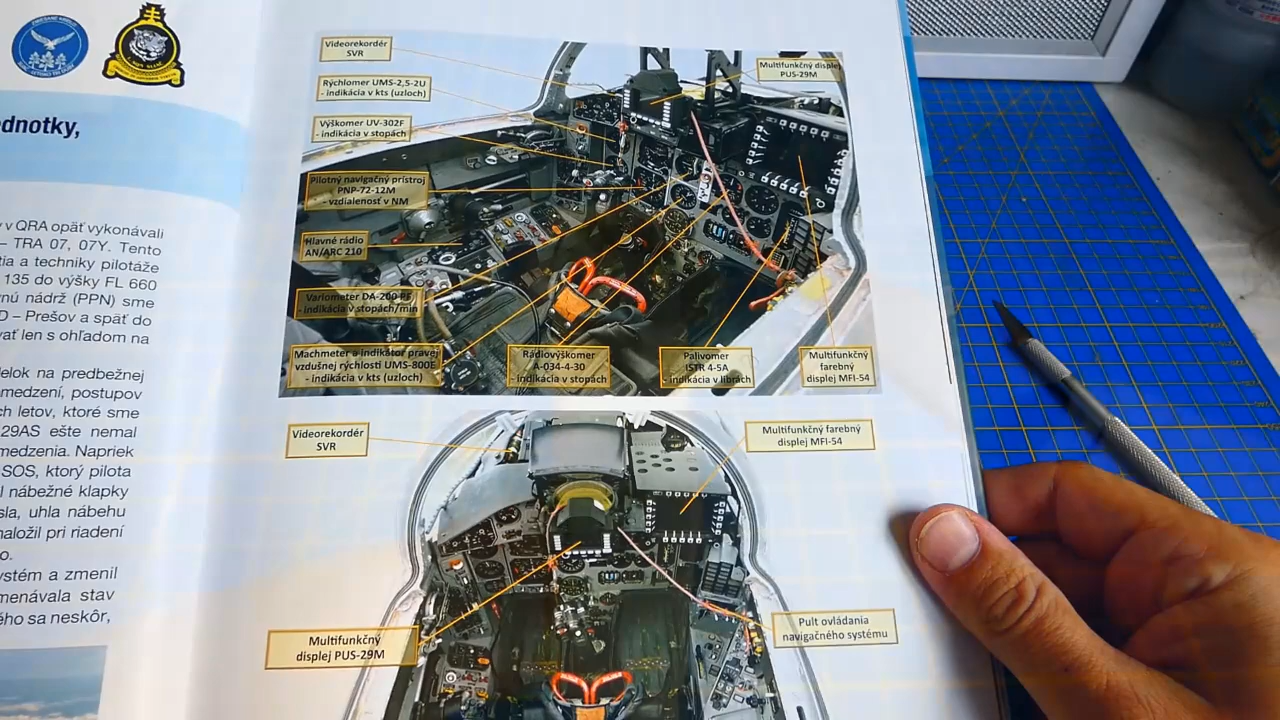 ednotky,
v QRA opäť vykonávali
– TRA 07, 07Y. Tento
tia a techniky pilotáže
135 do výšky FL 660
nú nádrž (PPN) sme
D – Prešov a späť do
vať len s ohľadom na
elok na predbežnej
medzení, postupov
ch letov, ktoré sme
29AS ešte nemal
medzenia. Napriek
SOS, ktorý pilota
l nábežné klapky
sla, uhla nábehu
naložil pri riadení
o.
ystém a zmenil
menávala stav
ého sa neskôr,
Videorekordér
SVR
Rýchlomer UMS-2,5-2U
- indikácia v kts (uzloch)
Výškomer UV-302F
- indikácia v stopách
Pilotný navigačný prístroj
PNP-72-12M
- vzdialenosť v NM
Hlavné rádio
AN/ARC 210
Variometer DA-200 PF
- indikácia v stopách/min
Machmeter a indikátor pravej
vzdušnej rýchlosti UMS-800E
- indikácia v kts (uzloch)
Rádiovýškomer
A-034-4-30
- indikácia v stopách
Palivomer
ISTR 4-5A
- indikácia v librách
Multifunkčný
farebný
displej MFI-54
Multifunkčný displej
PUS-29M
Videorekordér
SVR
Multifunkčný farebný
displej MFI-54
Multifunkčný
displej PUS-29M
Pult ovládania
navigačného systému